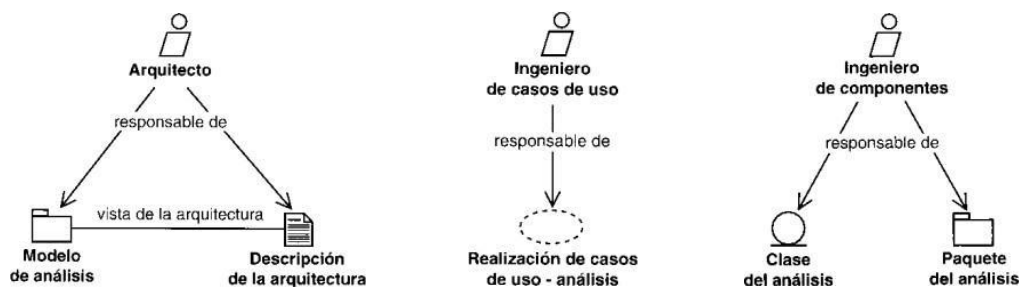 Arquitecto
responsable de
vista de la arquitectura
Modelo
de análisis
Descripción
de la arquitectura
Ingeniero
de casos de uso
responsable de
Realización de casos
de uso - análisis
Ingeniero
de componentes
responsable de
Clase
del análisis
Paquete
del análisis